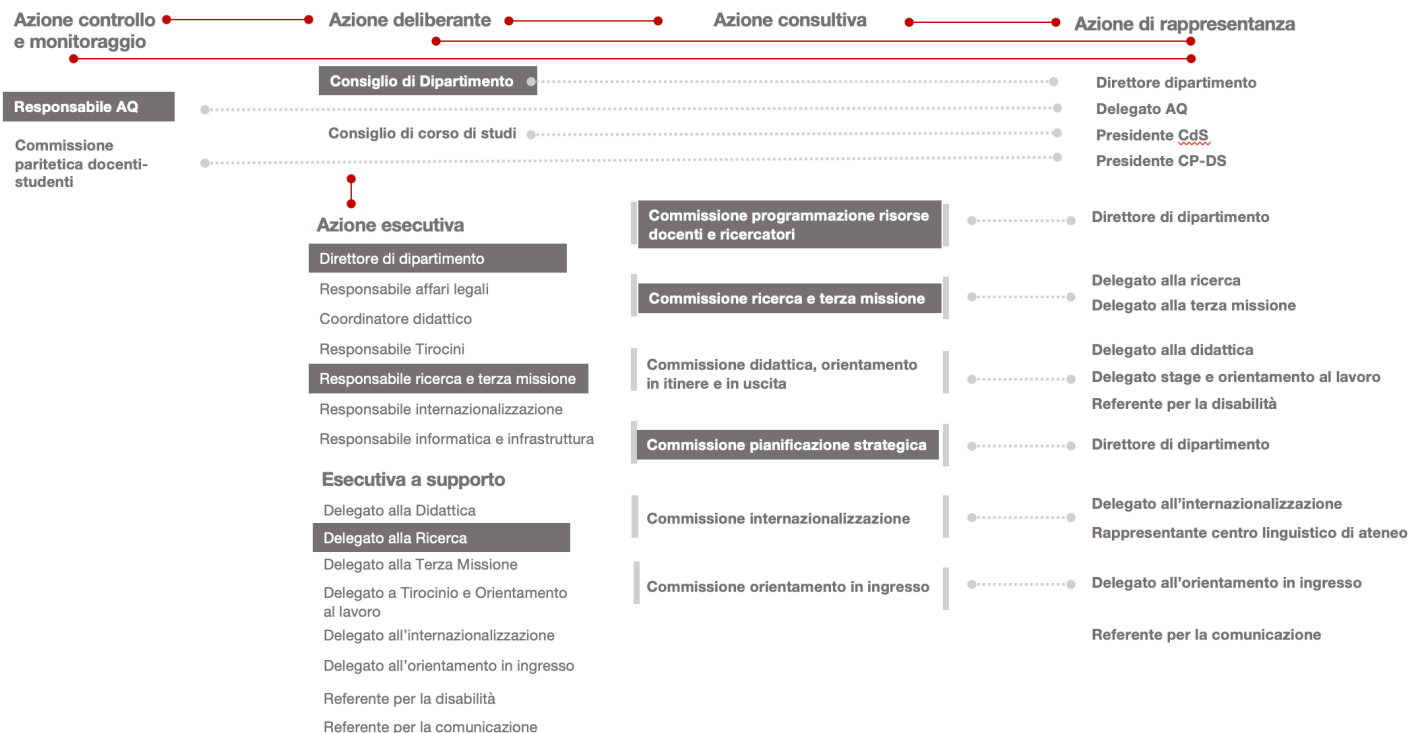 Azione controllo
e monitoraggio
Azione deliberante
Azione consultiva
Azione di rappresentanza
Consiglio di Dipartimento
Direttore dipartimento
Responsabile AQ
Delegato AQ
Consiglio di corso di studi
Presidente CdS
Commissione
paritetica docenti-
studenti
Presidente CP-DS
Azione esecutiva
Direttore di dipartimento
Responsabile affari legali
Coordinatore didattico
Responsabile Tirocini
Responsabile ricerca e terza missione
Responsabile internazionalizzazione
Responsabile informatica e infrastruttura
Esecutiva a supporto
Delegato alla Didattica
Delegato alla Ricerca
Delegato alla Terza Missione
Delegato a Tirocinio e Orientamento
al lavoro
Delegato all'internazionalizzazione
Delegato all'orientamento in ingresso
Referente per la disabilità
Referente per la comunicazione
Commissione programmazione risorse
docenti e ricercatori
Direttore di dipartimento
Commissione ricerca e terza missione
Delegato alla ricerca
Delegato alla terza missione
Commissione didattica, orientamento
in itinere e in uscita
Delegato alla didattica
Delegato stage e orientamento al lavoro
Referente per la disabilità
Commissione pianificazione strategica
Direttore di dipartimento
Commissione internazionalizzazione
Delegato all'internazionalizzazione
Rappresentante centro linguistico di ateneo
Commissione orientamento in ingresso
Delegato all'orientamento in ingresso
Referente per la comunicazione